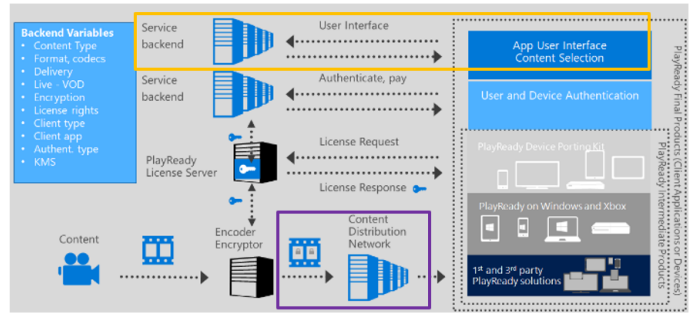 Backend Variables
• Content Type
• Format, codecs
• Delivery
• Live - VOD
• Encryption
• License rights
• Client type
• Client app
• Authent. type
• KMS
Service
backend
User Interface
App User Interface
Content Selection
Service
backend
Authenticate, pay
User and Device Authentication
PlayReady
License Server
License Request
License Response
PlayReady Device Porting Kit
PlayReady on Windows and Xbox
1st and 3rd party
PlayReady solutions
Content
Encoder
Encryptor
Content
Distribution
Network
PlayReady Intermediate Products
PlayReady Final Products (Client Applications or Devices)